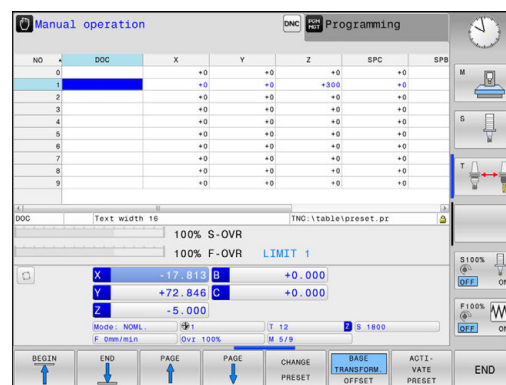 Manual operation DNC PGM MGT Programming
NO DOC X Y Z SPC SPB
0 +0 +0 +0 +0
1 +0 +0 +300 +0
2 +0 +0 +0 +0
3 +0 +0 +0 +0
4 +0 +0 +0 +0
5 +0 +0 +0 +0
6 +0 +0 +0 +0
7 +0 +0 +0 +0
8 +0 +0 +0 +0
9 +0 +0 +0 +0
DOC Text width 16 TNC:\table\preset.pr
100% S-OVR
100% F-OVR LIMIT 1
X -17.813 B +0.000
Y +72.846 C +0.000
Z -5.000
Mode: NOML. 1 T 12 Z S 1800
F 0mm/min Ovr 100% M 5/9
M
S
T
S100%
OFF ON
F100%
OFF ON
BEGIN
END
PAGE
PAGE
CHANGE
PRESET
BASE
TRANSFORM.
OFFSET
ACTI-
VATE
PRESET
END